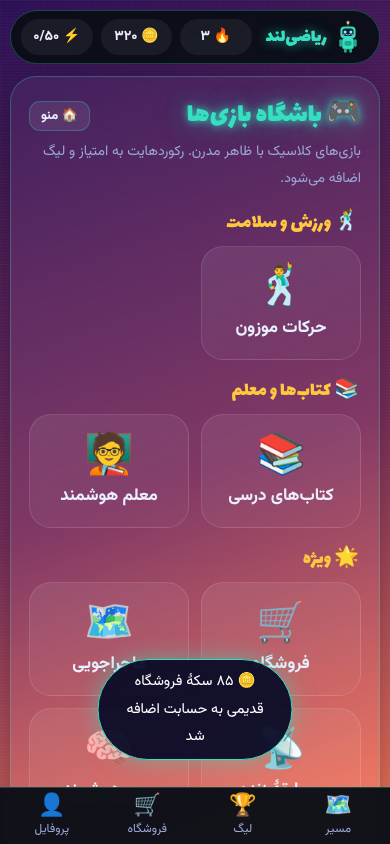 ریاضی‌لند
۳
۳۲۰
۰/۵۰
باشگاه بازی‌ها
منو
بازی‌های کلاسیک با ظاهر مدرن. رکوردهایت به امتیاز و لیگ
اضافه می‌شود.
ورزش و سلامت
حرکات موزون
کتاب‌ها و معلم
کتاب‌های درسی
معلم هوشمند
ویژه
فروشگاه
ماجراجویی
۸۵ سکهٔ فروشگاه
قدیمی به حسابت اضافه
شد
مسیر
لیگ
فروشگاه
پروفایل